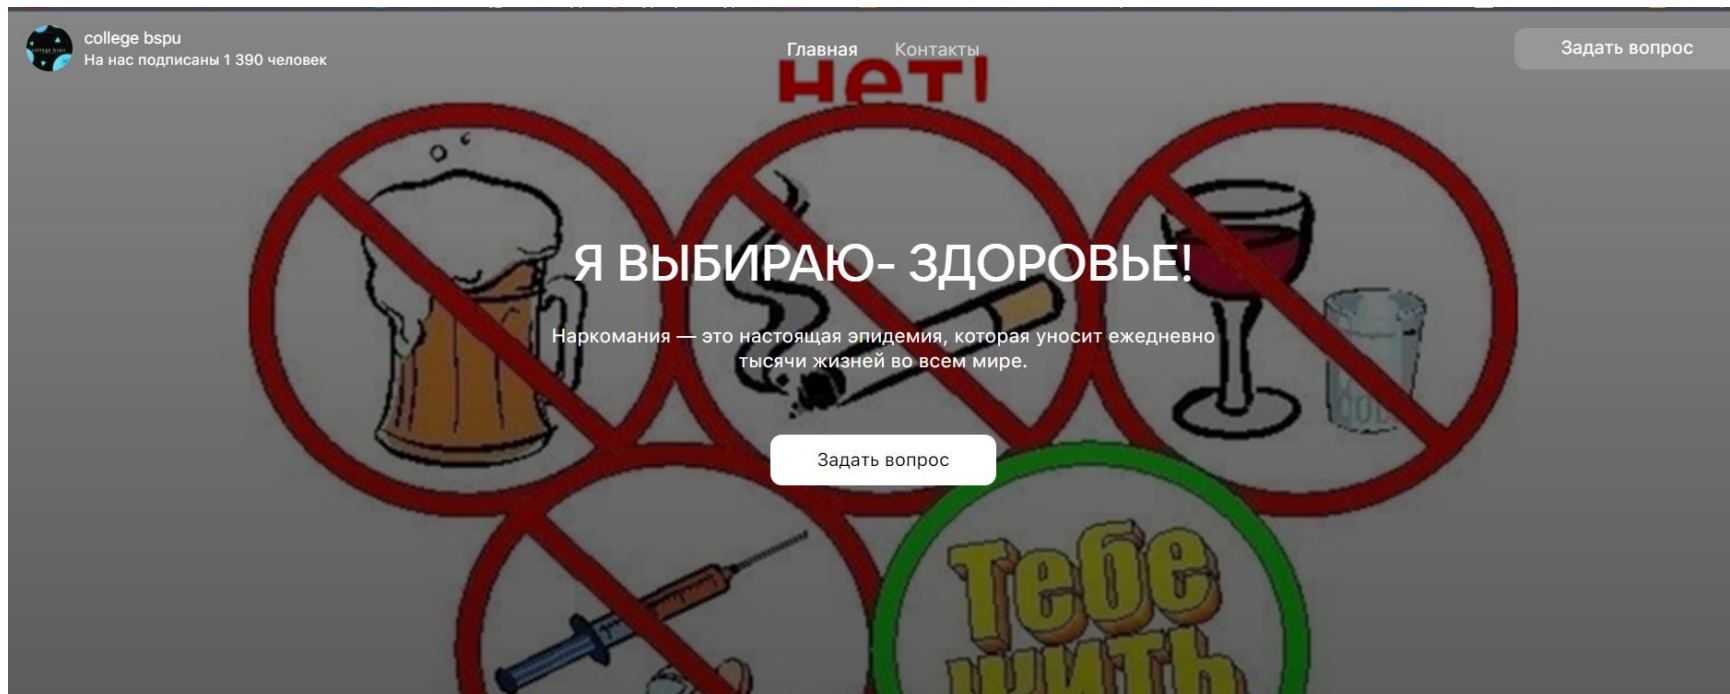 college bspu
На нас подписаны 1 390 человек
Главная
Контакты
Задать вопрос
нет!
Я ВЫБИРАЮ- ЗДОРОВЬЕ!
Наркомания — это настоящая эпидемия, которая уносит ежедневно
тысячи жизней во всем мире.
Задать вопрос
Тебе
жить